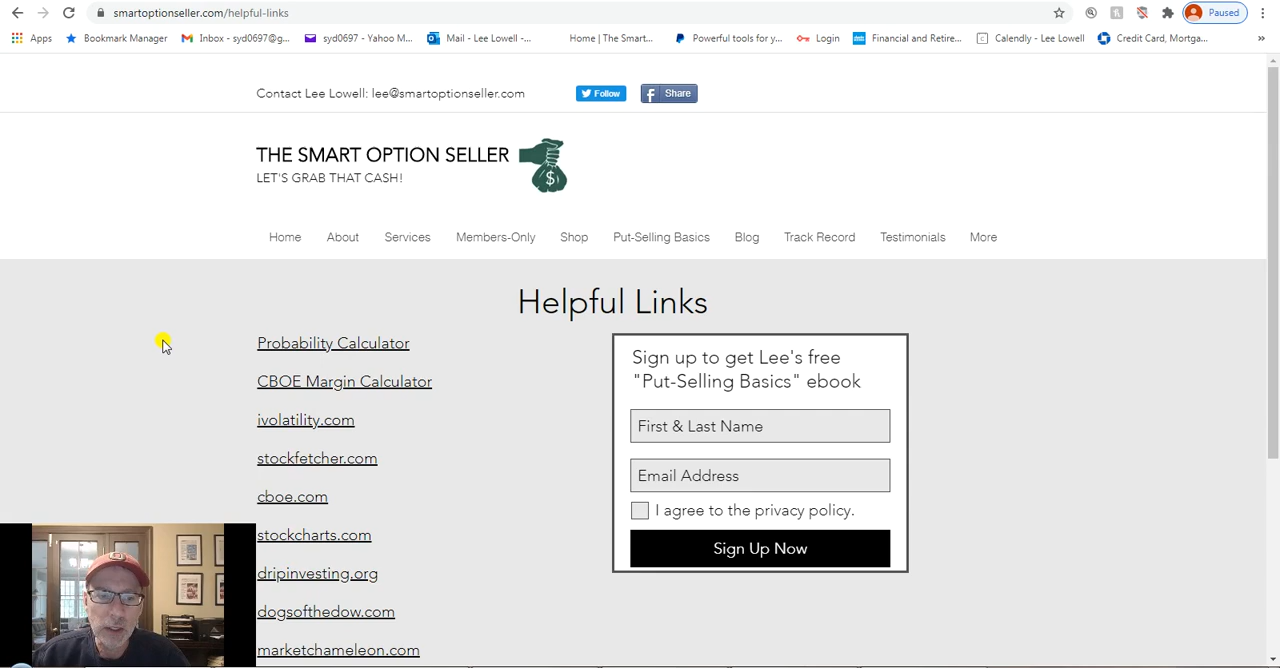 smartoptionseller.com/helpful-links
Paused
Apps
Bookmark Manager
Inbox - syd0697@g...
syd0697 - Yahoo M...
Mail - Lee Lowell -...
Home | The Smart...
Powerful tools for y...
Login
Financial and Retire...
Calendly - Lee Lowell
Credit Card, Mortga...
»
Contact Lee Lowell: lee@smartoptionseller.com
Follow
Share
THE SMART OPTION SELLER
LET'S GRAB THAT CASH!
$
Home
About
Services
Members-Only
Shop
Put-Selling Basics
Blog
Track Record
Testimonials
More
Helpful Links
Probability Calculator
CBOE Margin Calculator
ivolatility.com
stockfetcher.com
cboe.com
stockcharts.com
dripinvesting.org
dogsofthedow.com
marketchameleon.com
Sign up to get Lee's free
"Put-Selling Basics" ebook
First & Last Name
Email Address
I agree to the privacy policy.
Sign Up Now